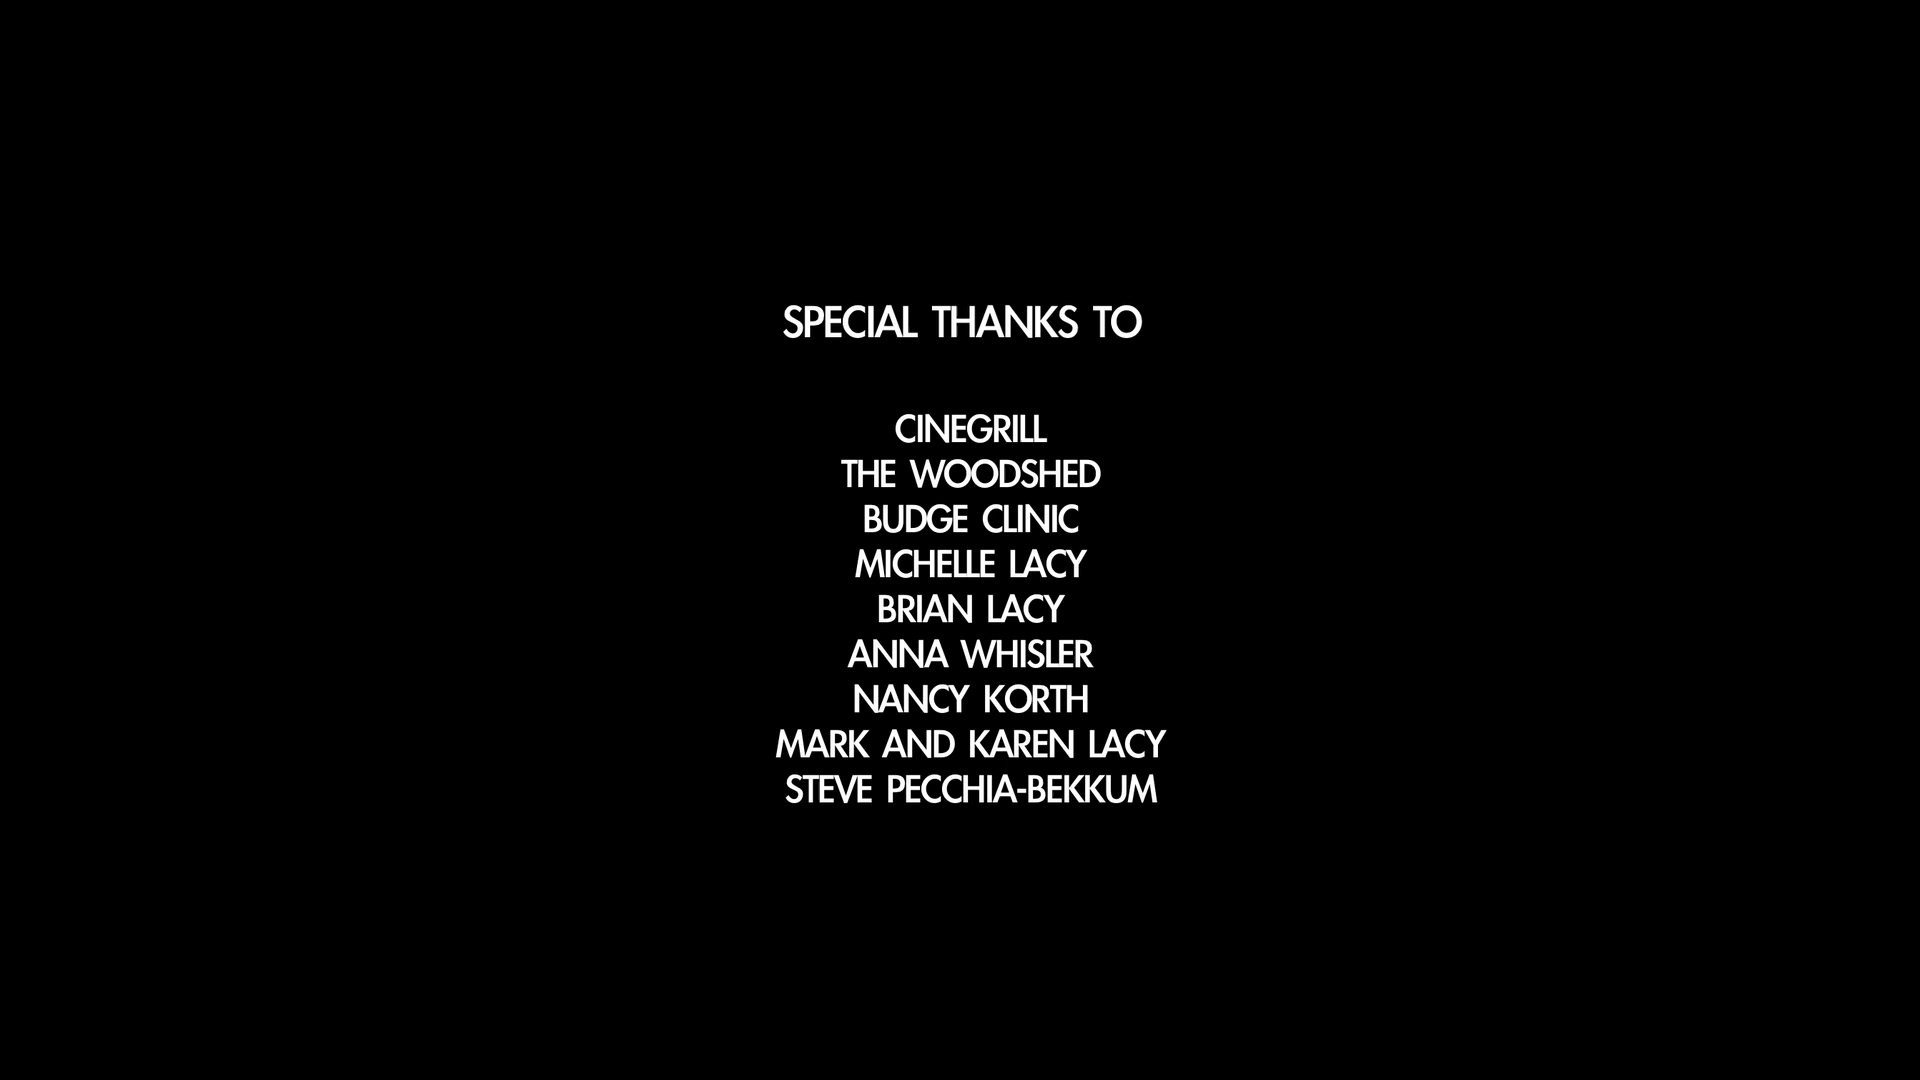 SPECIAL THANKS TO
CINEGRILL
THE WOODSHED
BUDGE CLINIC
MICHELLE LACY
BRIAN LACY
ANNA WHISLER
NANCY KORTH
MARK AND KAREN LACY
STEVE PECCHIA-BEKKUM